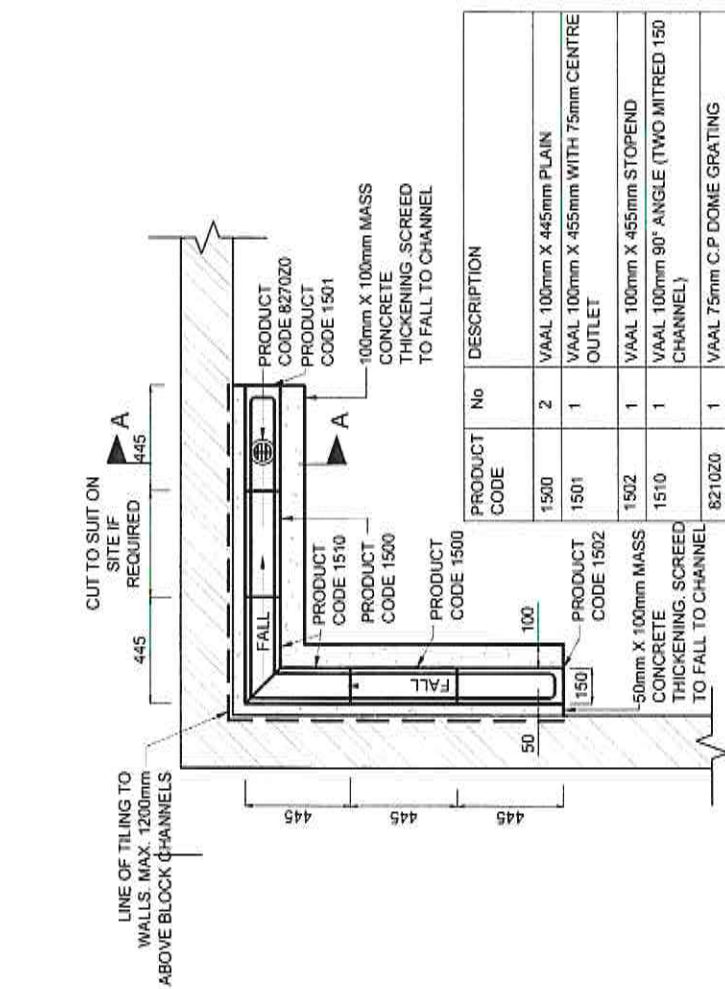 LINE OF TILING TO
WALLS. MAX. 1200mm
ABOVE BLOCK CHANNELS
CUT TO SUIT ON
SITE IF
REQUIRED
445
445
A
A
PRODUCT
CODE 8270Z0
PRODUCT
CODE 1501
100mm X 100mm MASS
CONCRETE
THICKENING .SCREED
TO FALL TO CHANNEL
FALL
PRODUCT
CODE 1510
PRODUCT
CODE 1500
PRODUCT
CODE 1500
FALL
445
445
445
50
100
150
PRODUCT
CODE 1502
50mm X 100mm MASS
CONCRETE
THICKENING. SCREED
TO FALL TO CHANNEL
PRODUCT CODE No DESCRIPTION
1500 2 VAAL 100mm X 445mm PLAIN
1501 1 VAAL 100mm X 455mm WITH 75mm CENTRE
OUTLET
1502 1 VAAL 100mm X 455mm STOPEND
1510 1 VAAL 100mm 90° ANGLE (TWO MITRED 150
CHANNEL)
8210Z0 1 VAAL 75mm C.P DOME GRATING